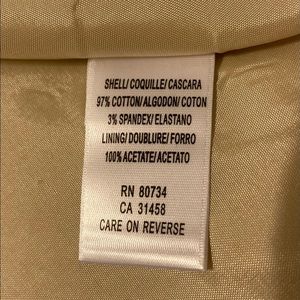 SHELL/ COQUILLE/ CASCARA
97% COTTON/ALGODON/ COTON
3% SPANDEX/ ELASTANO
LINING/ DOUBLURE/ FORRO
100% ACETATE/ACETATO
RN 80734
CA 31458
CARE ON REVERSE